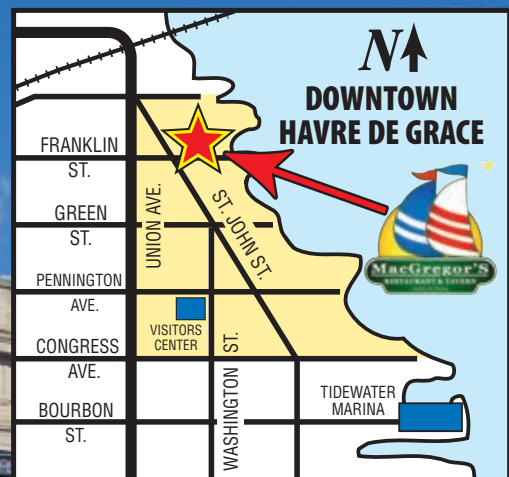 N
DOWNTOWN
HAVRE DE GRACE
FRANKLIN
ST.
GREEN
ST.
UNION AVE.
ST. JOHN ST.
MacGregor'S
RESTAURANT & TAVERN
PENNINGTON
AVE.
VISITORS
CENTER
CONGRESS
AVE.
WASHINGTON ST.
TIDEWATER
MARINA
BOURBON
ST.